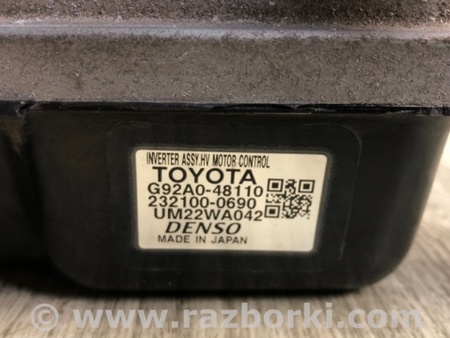 INVERTER ASSY.HV MOTOR CONTROL
TOYOTA
G92A0-48110
232100-0690
UM22WA042
DENSO
MADE IN JAPAN
www.razborki.com